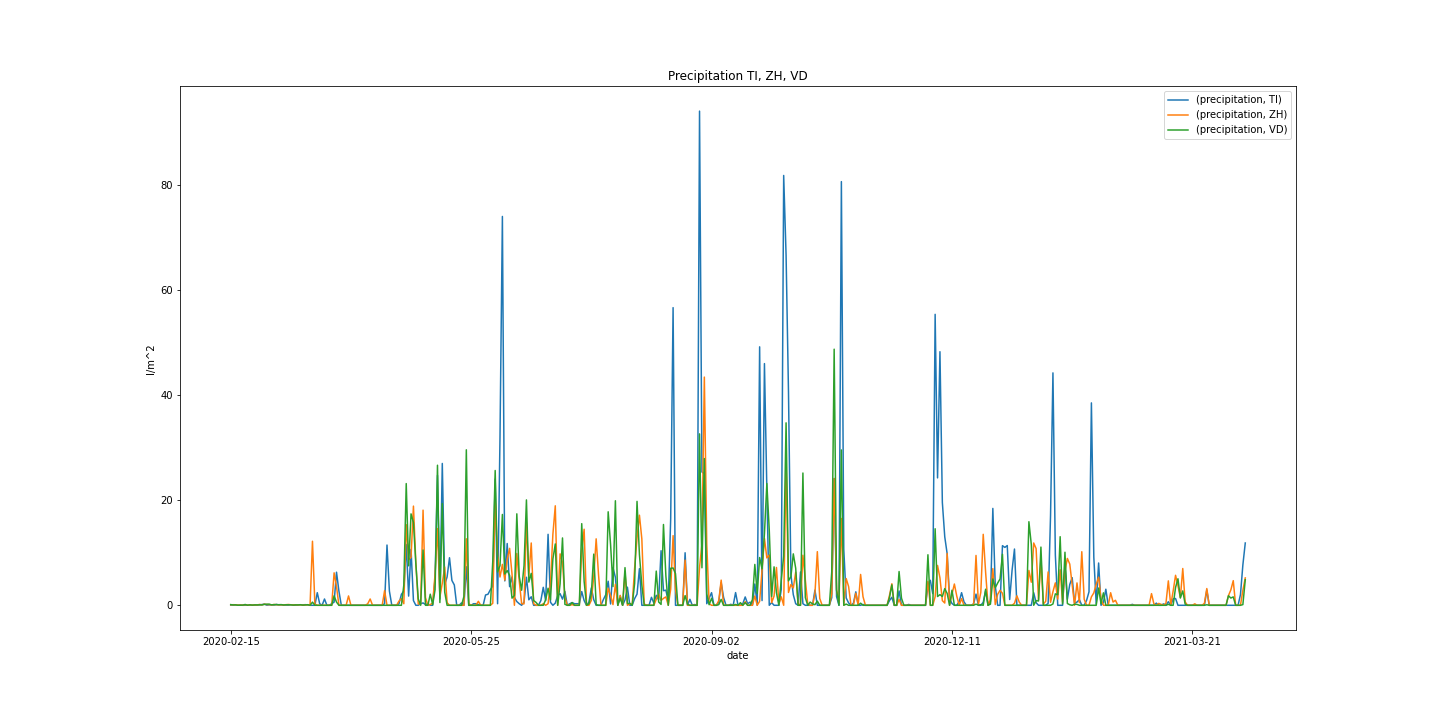 Precipitation TI, ZH, VD
(precipitation, TI)
(precipitation, ZH)
(precipitation, VD)
80
60
40
20
0
l/m^2
2020-02-15
2020-05-25
2020-09-02
2020-12-11
2021-03-21
date